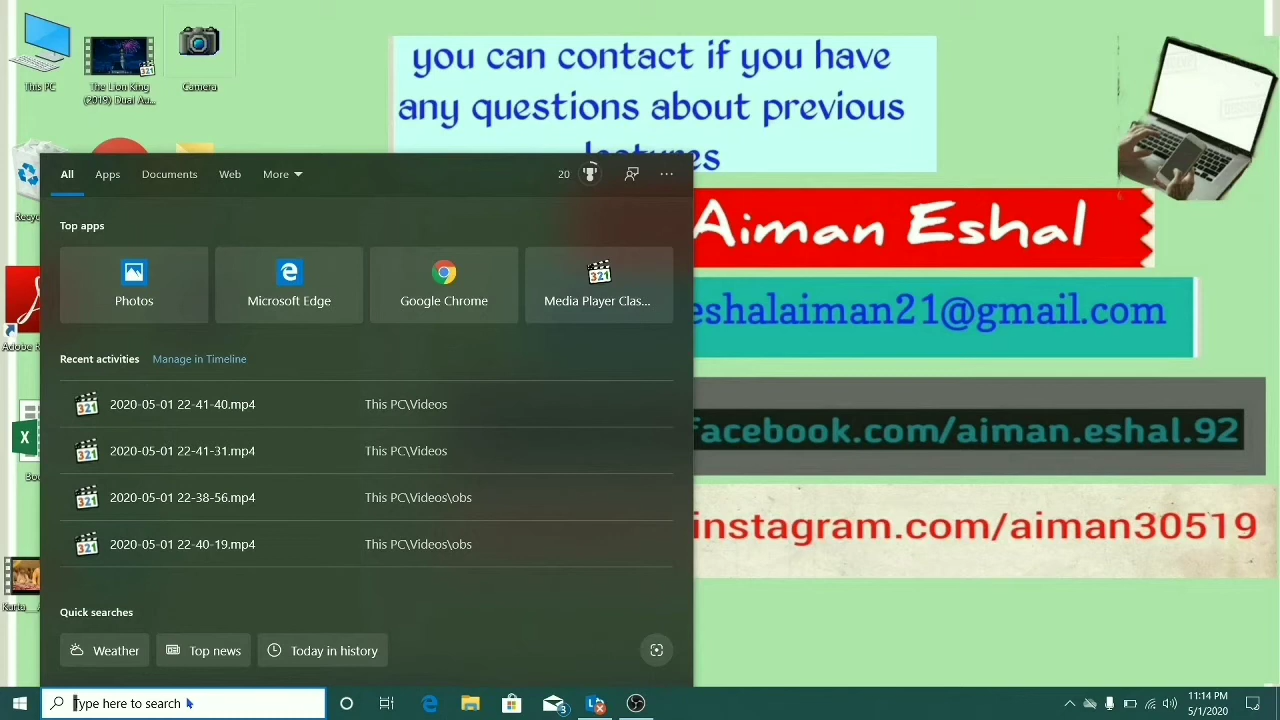 This PC
The Lion King
(2019) Dual Au...
Camera
you can contact if you have
any questions about previous
lectures
All
Apps
Documents
Web
More
20
Top apps
Photos
Microsoft Edge
Google Chrome
321
Media Player Clas...
Aiman Eshal
eshalaiman21@gmail.com
facebook.com/aiman.eshal.92
instagram.com/aiman30519
Recent activities
Manage in Timeline
2020-05-01 22-41-40.mp4
This PC\Videos
2020-05-01 22-41-31.mp4
This PC\Videos
2020-05-01 22-38-56.mp4
This PC\Videos\obs
2020-05-01 22-40-19.mp4
This PC\Videos\obs
Quick searches
Weather
Top news
Today in history
Type here to search
11:14 PM
5/1/2020